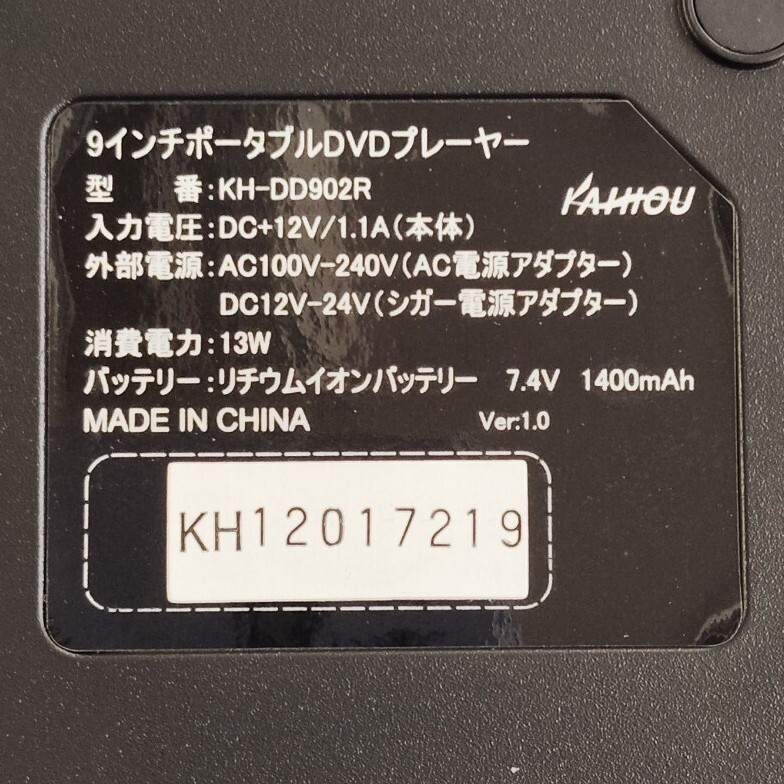 9インチポータブルDVDプレーヤー
型　　番:KH-DD902R
KAIHOU
入力電圧:DC+12V/1.1A(本体)
外部電源:AC100V-240V(AC電源アダプター)
DC12V-24V(シガー電源アダプター)
消費電力:13W
バッテリー:リチウムイオンバッテリー　7.4V　1400mAh
MADE IN CHINA　Ver:1.0
KH12017219